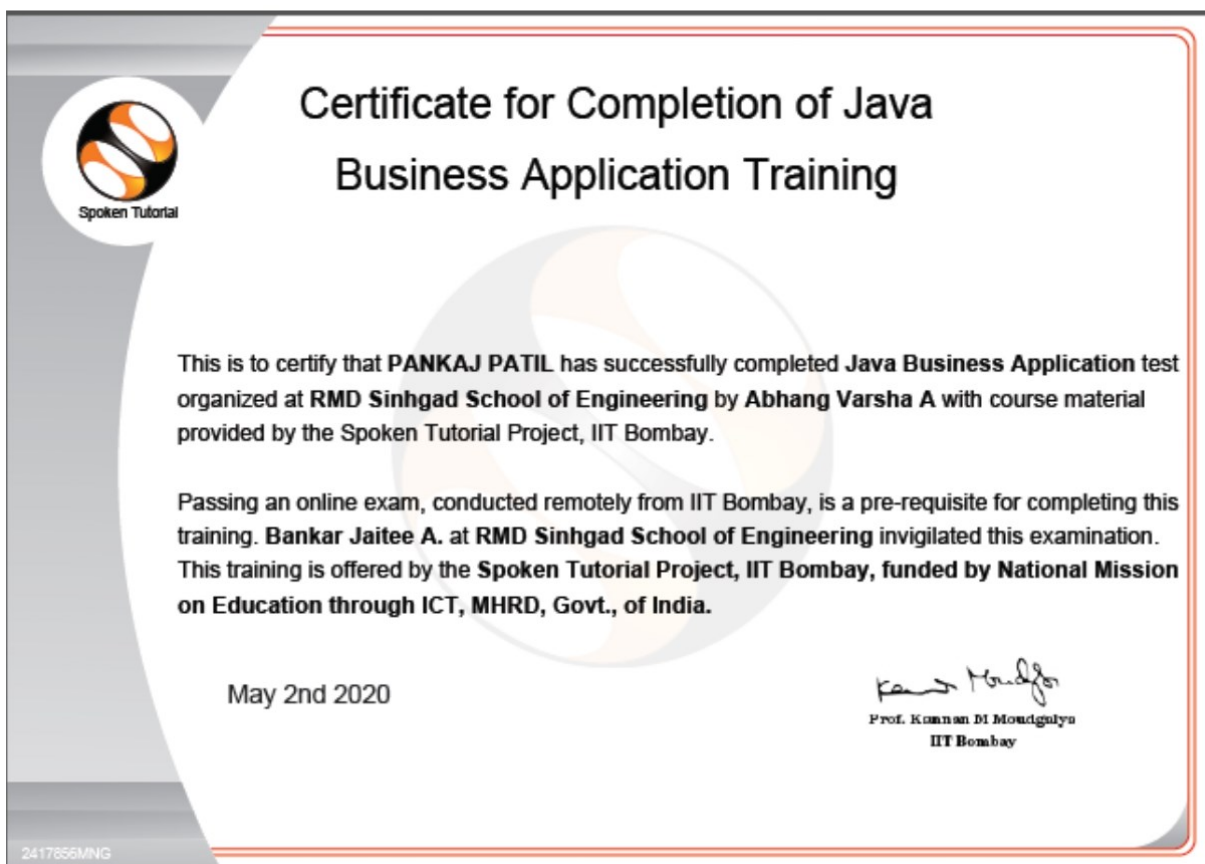 Certificate for Completion of Java
Business Application Training
Spoken Tutorial
This is to certify that PANKAJ PATIL has successfully completed Java Business Application test
organized at RMD Sinhgad School of Engineering by Abhang Varsha A with course material
provided by the Spoken Tutorial Project, IIT Bombay.
Passing an online exam, conducted remotely from IIT Bombay, is a pre-requisite for completing this
training. Bankar Jaitee A. at RMD Sinhgad School of Engineering invigilated this examination.
This training is offered by the Spoken Tutorial Project, IIT Bombay, funded by National Mission
on Education through ICT, MHRD, Govt., of India.
May 2nd 2020
Prof. Kannan M Moudgalya
IIT Bombay
2417856MNG